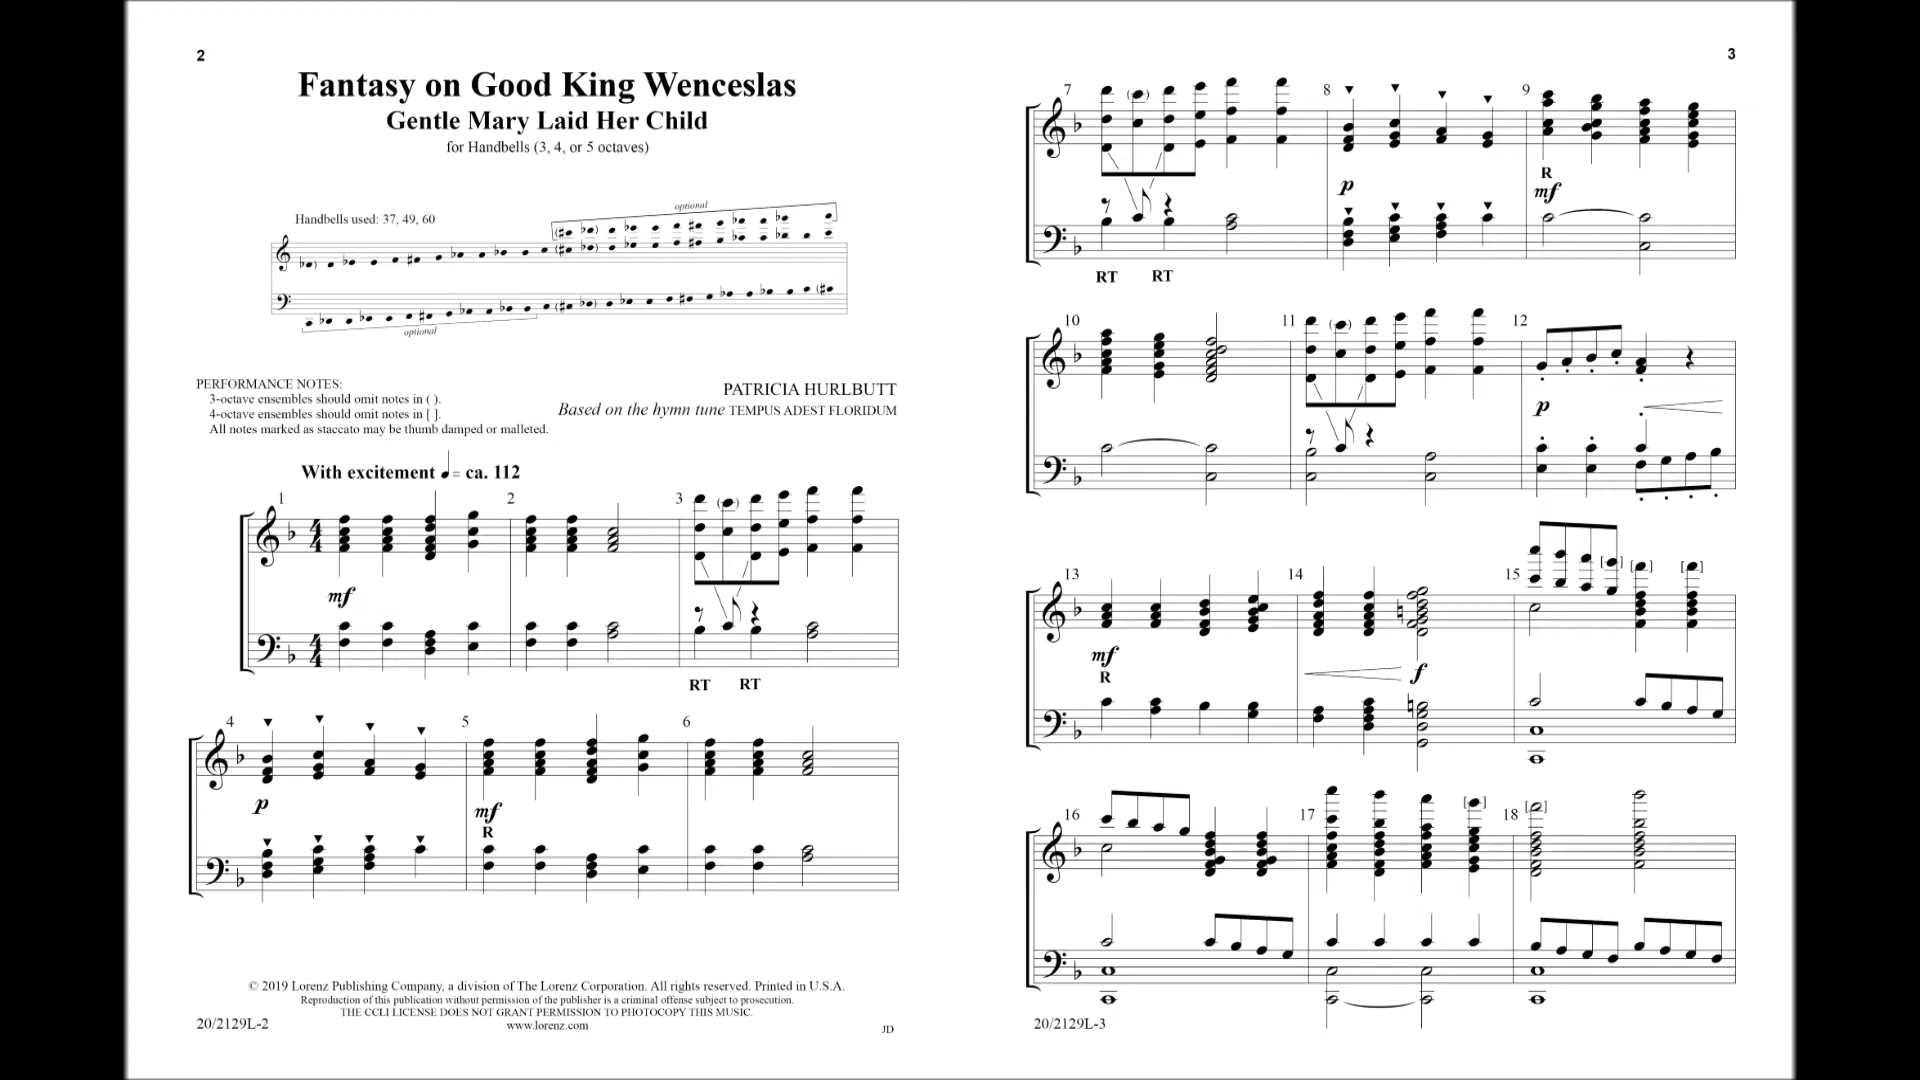 2
Fantasy on Good King Wenceslas
Gentle Mary Laid Her Child
for Handbells (3, 4, or 5 octaves)
Handbells used: 37, 49, 60
optional
optional
PERFORMANCE NOTES:
3-octave ensembles should omit notes in ( ).
4-octave ensembles should omit notes in [ ].
All notes marked as staccato may be thumb damped or malleted.
PATRICIA HURLBUTT
Based on the hymn tune TEMPUS ADEST FLORIDUM
With excitement ♩ = ca. 112
1 2 3
4 4
mf
4 4
RT RT
4 5 6
p mf
R
© 2019 Lorenz Publishing Company, a division of The Lorenz Corporation. All rights reserved. Printed in U.S.A.
Reproduction of this publication without permission of the publisher is a criminal offense subject to prosecution.
THE CCLI LICENSE DOES NOT GRANT PERMISSION TO PHOTOCOPY THIS MUSIC.
www.lorenz.com
20/2129L-2
JD
3
7 8 9
R
p mf
RT RT
10 11 12
p
13 14 15
mf f
R
16 17 18
20/2129L-3